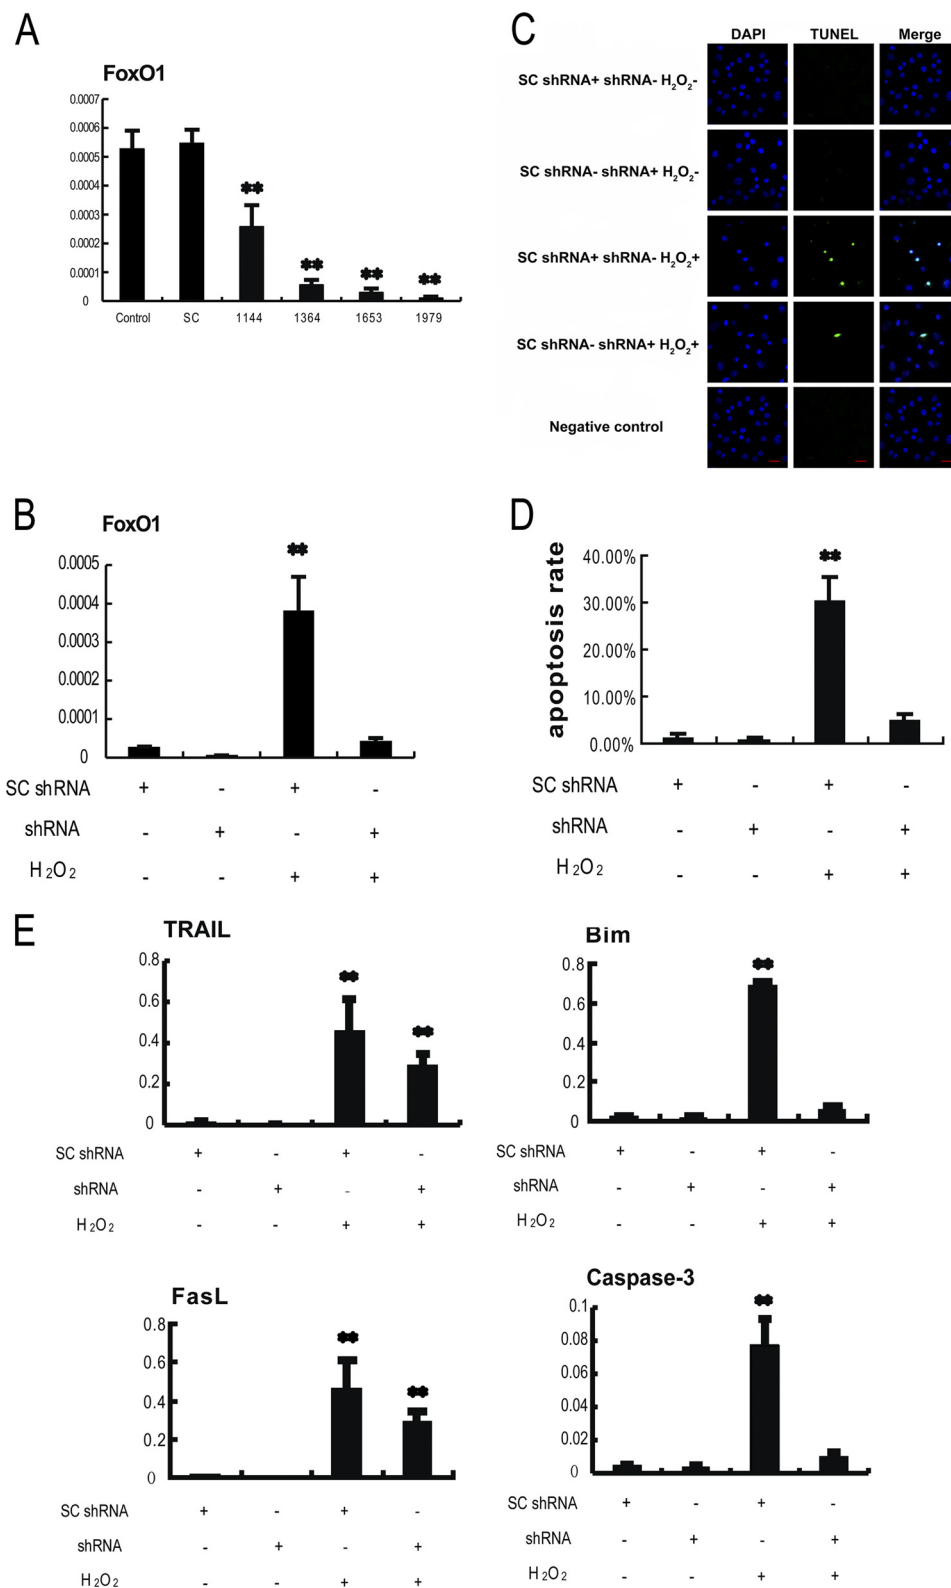 A
FoxO1
0.0007
0.0006
0.0005
0.0004
0.0003
0.0002
0.0001
0
** ** ** **
Control SC 1144 1364 1653 1979
C
DAPI TUNEL Merge
SC shRNA+ shRNA- H2O2-
SC shRNA- shRNA+ H2O2-
SC shRNA+ shRNA- H2O2+
SC shRNA- shRNA+ H2O2+
Negative control
B
FoxO1
**
0.0005
0.0004
0.0003
0.0002
0.0001
0
SC shRNA + - + -
shRNA - + - +
H2O2 - - + +
D
apoptosis rate
**
40.00%
30.00%
20.00%
10.00%
0.00%
SC shRNA + - + -
shRNA - + - +
H2O2 - - + +
E
TRAIL
0.8
0.6
0.4
0.2
0
** **
SC shRNA + - + -
shRNA - + - +
H2O2 - - + +
Bim
**
0.8
0.6
0.4
0.2
0
SC shRNA + - + -
shRNA - + - +
H2O2 - - + +
FasL
0.8
0.6
0.4
0.2
0
** **
SC shRNA + - + -
shRNA - + - +
H2O2 - - + +
Caspase-3
**
0.1
0.08
0.06
0.04
0.02
0
SC shRNA + - + -
shRNA - + - +
H2O2 - - + +